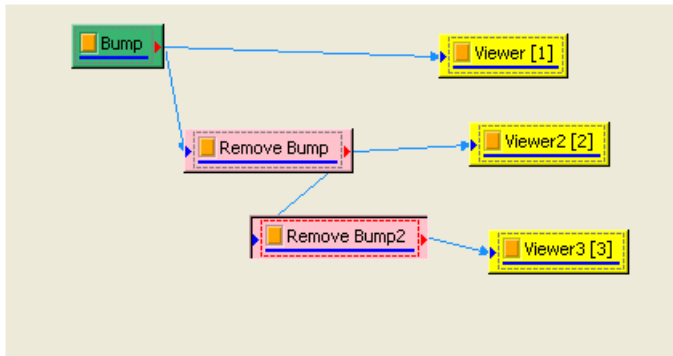 Bump
Viewer [1]
Remove Bump
Viewer2 [2]
Remove Bump2
Viewer3 [3]